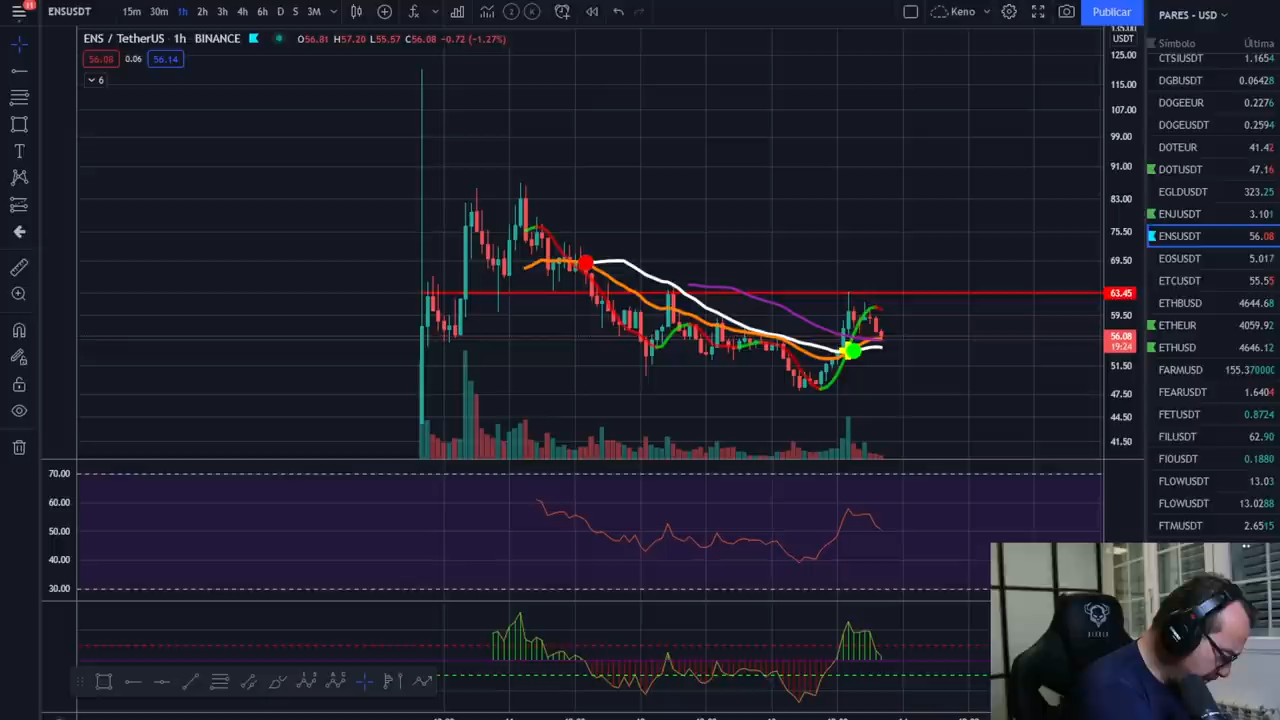 ENSUSDT 15m 30m 1h 2h 3h 4h 6h D S 3M Keno Publicar
PARES - USD
ENS / TetherUS · 1h · BINANCE O56.81 H57.20 L55.57 C56.08 -0.72 (-1.27%)
56.08 0.06 56.14
6
USDT
125.00
115.00
107.00
99.00
91.00
83.00
75.50
69.50
63.45
59.50
56.08
19:24
51.50
47.50
44.50
41.50
70.00
60.00
50.00
40.00
30.00
Símbolo Última
CTSIUSDT 1.1654
DGBUSDT 0.06428
DOGEEUR 0.2276
DOGEUSDT 0.2594
DOTEUR 41.42
DOTUSDT 47.16
EGLDUSDT 323.25
ENJUSDT 3.101
ENSUSDT 56.08
EOSUSDT 5.017
ETCUSDT 55.55
ETHBUSD 4644.68
ETHEUR 4059.92
ETHUSD 4646.12
FARMUSD 155.370000
FEARUSDT 1.6404
FETUSDT 0.8724
FILUSDT 62.90
FIOUSDT 0.1880
FLOWUSDT 13.03
FLOWUSDT 13.0288
FTMUSDT 2.6515
DIABLO